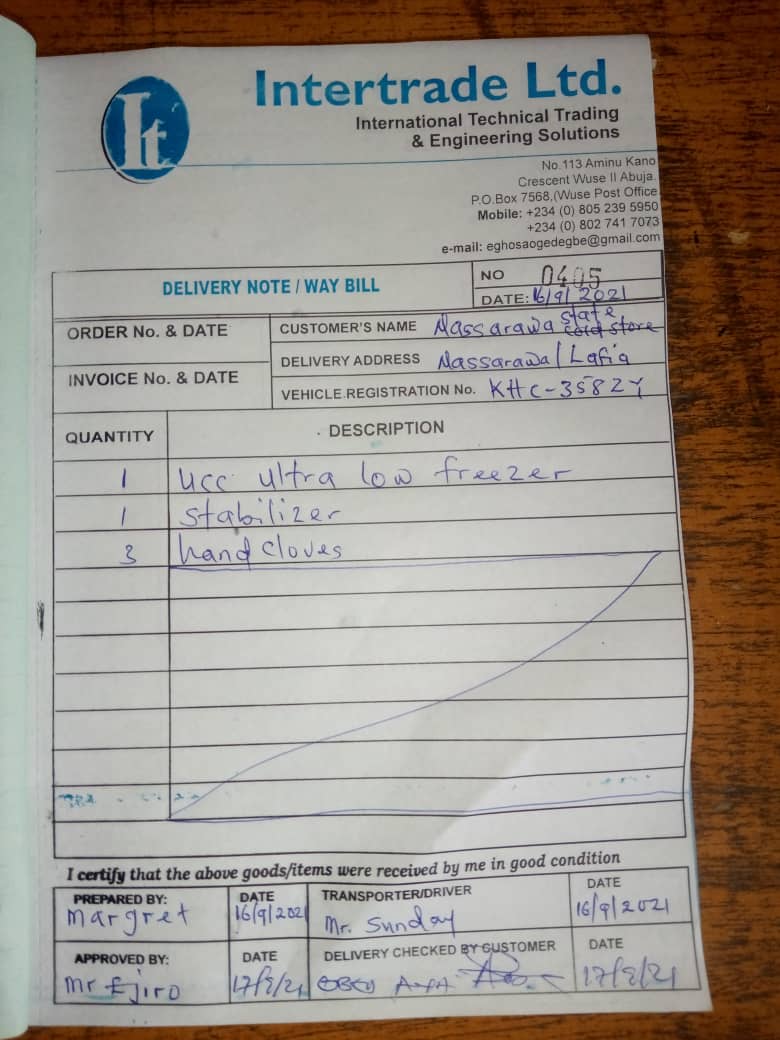 It
Intertrade Ltd.
International Technical Trading
& Engineering Solutions
No.113 Aminu Kano
Crescent Wuse II Abuja.
P.O.Box 7568,(Wuse Post Office
Mobile: +234 (0) 805 239 5950
+234 (0) 802 741 7073
e-mail: eghosaogedegbe@gmail.com
DELIVERY NOTE / WAY BILL
NO 0405
DATE: 16/9/2021
ORDER No. & DATE
CUSTOMER'S NAME Nassarawa state cold store
INVOICE No. & DATE
DELIVERY ADDRESS Nassarawa/Lafia
VEHICLE.REGISTRATION No. KHC-358ZY
QUANTITY DESCRIPTION
1 ucc ultra low freezer
1 stabilizer
3 hand cloves
I certify that the above goods/items were received by me in good condition
PREPARED BY: DATE TRANSPORTER/DRIVER DATE
Margret 16/9/2021 Mr. Sunday 16/9/2021
APPROVED BY: DATE DELIVERY CHECKED BY CUSTOMER DATE
Mr Ejiro 17/9/21 17/9/21